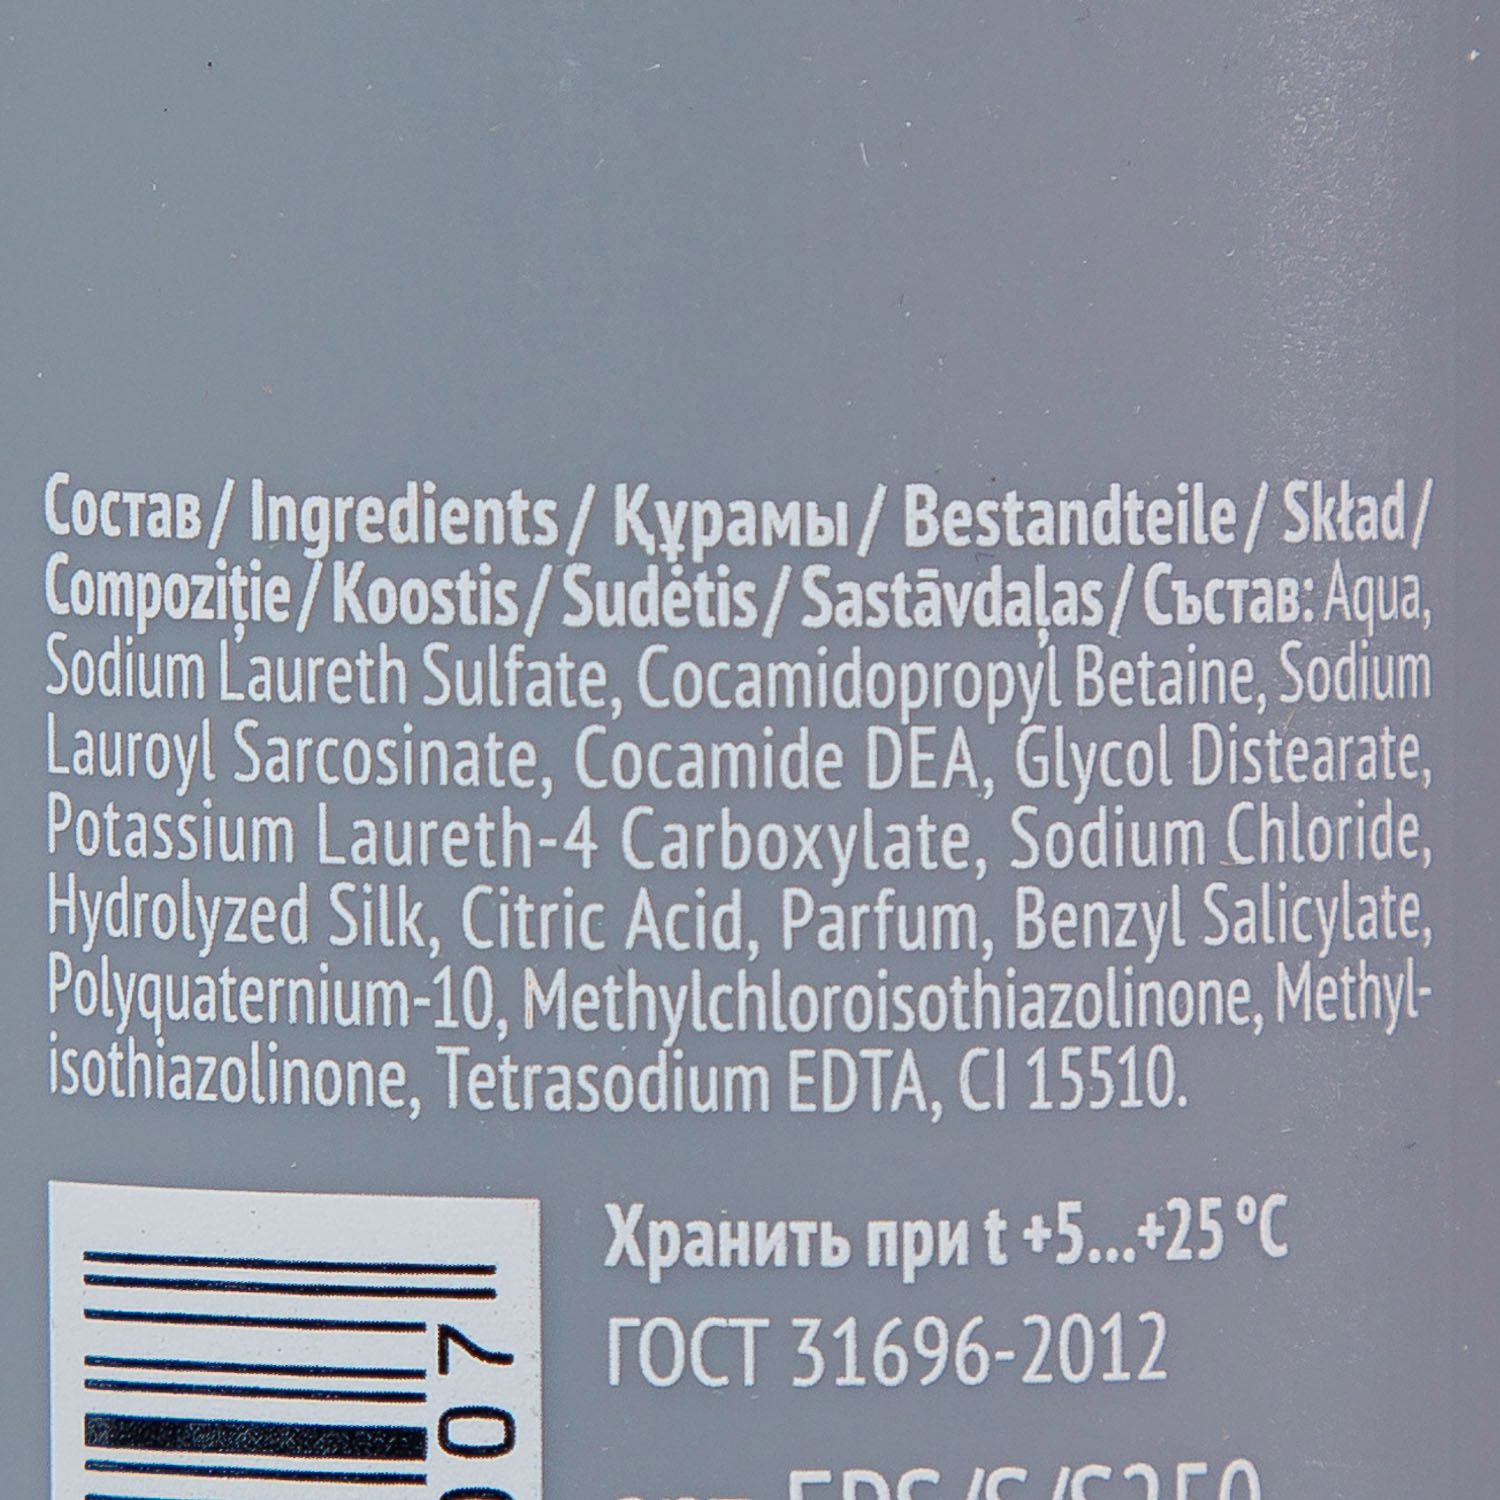 Состав/ Ingredients/ Құрамы/ Bestandteile/ Skład/
Compoziție/Koostis/Sudėtis/Sastāvdaļas/Състав: Aqua,
Sodium Laureth Sulfate, Cocamidopropyl Betaine, Sodium
Lauroyl Sarcosinate, Cocamide DEA, Glycol Distearate,
Potassium Laureth-4 Carboxylate, Sodium Chloride,
Hydrolyzed Silk, Citric Acid, Parfum, Benzyl Salicylate,
Polyquaternium-10, Methylchloroisothiazolinone, Methyl-
isothiazolinone, Tetrasodium EDTA, CI 15510.
Хранить при t +5...+25 °C
ГОСТ 31696-2012
07